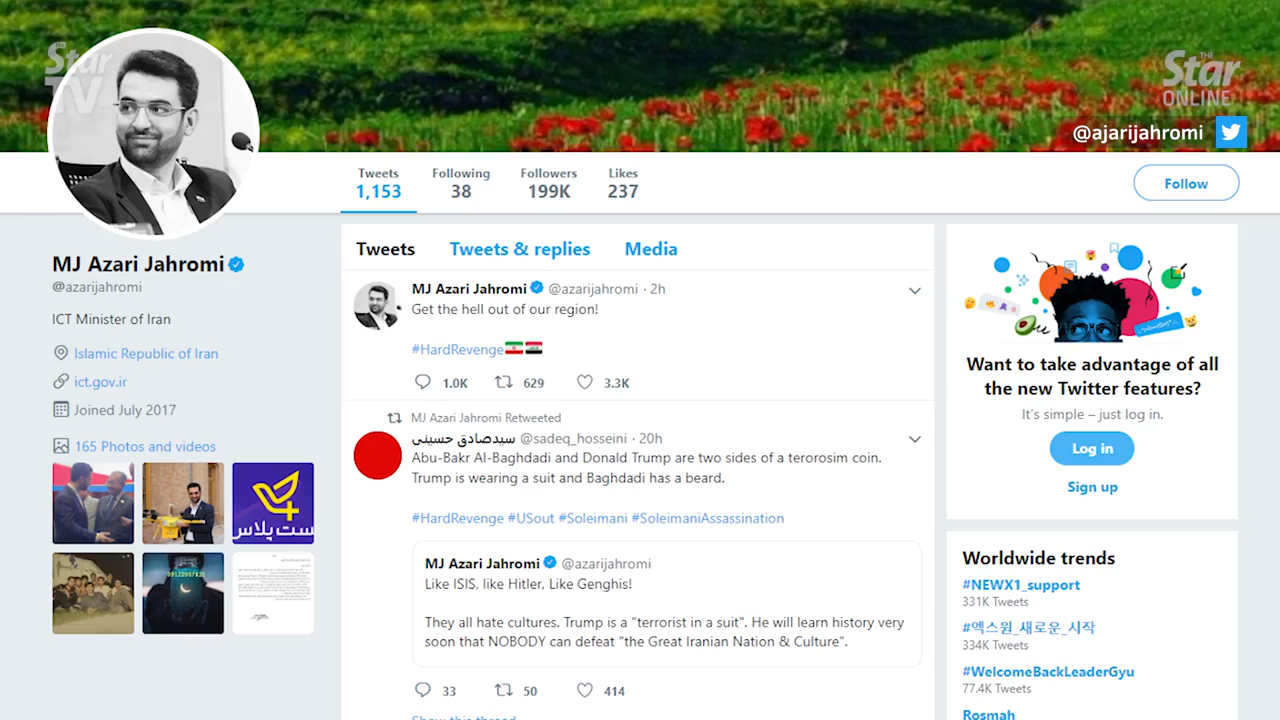 Star
TV
THE
Star
ONLINE
@ajarijahromi
Tweets
1,153
Following
38
Followers
199K
Likes
237
Follow
MJ Azari Jahromi
@azarijahromi
ICT Minister of Iran
Islamic Republic of Iran
ict.gov.ir
Joined July 2017
165 Photos and videos
ست‌پلاس
Tweets
Tweets & replies
Media
MJ Azari Jahromi @azarijahromi · 2h
Get the hell out of our region!
#HardRevenge
1.0K
629
3.3K
MJ Azari Jahromi Retweeted
سیدصادق حسینی @sadeq_hosseini · 20h
Abu-Bakr Al-Baghdadi and Donald Trump are two sides of a terorosim coin.
Trump is wearing a suit and Baghdadi has a beard.
#HardRevenge #USout #Soleimani #SoleimaniAssassination
MJ Azari Jahromi @azarijahromi
Like ISIS, like Hitler, Like Genghis!
They all hate cultures. Trump is a "terrorist in a suit". He will learn history very
soon that NOBODY can defeat "the Great Iranian Nation & Culture".
33
50
414
Show this thread
Want to take advantage of all
the new Twitter features?
It's simple – just log in.
Log in
Sign up
Worldwide trends
#NEWX1_support
331K Tweets
#엑스원_새로운_시작
334K Tweets
#WelcomeBackLeaderGyu
77.4K Tweets
Rosmah